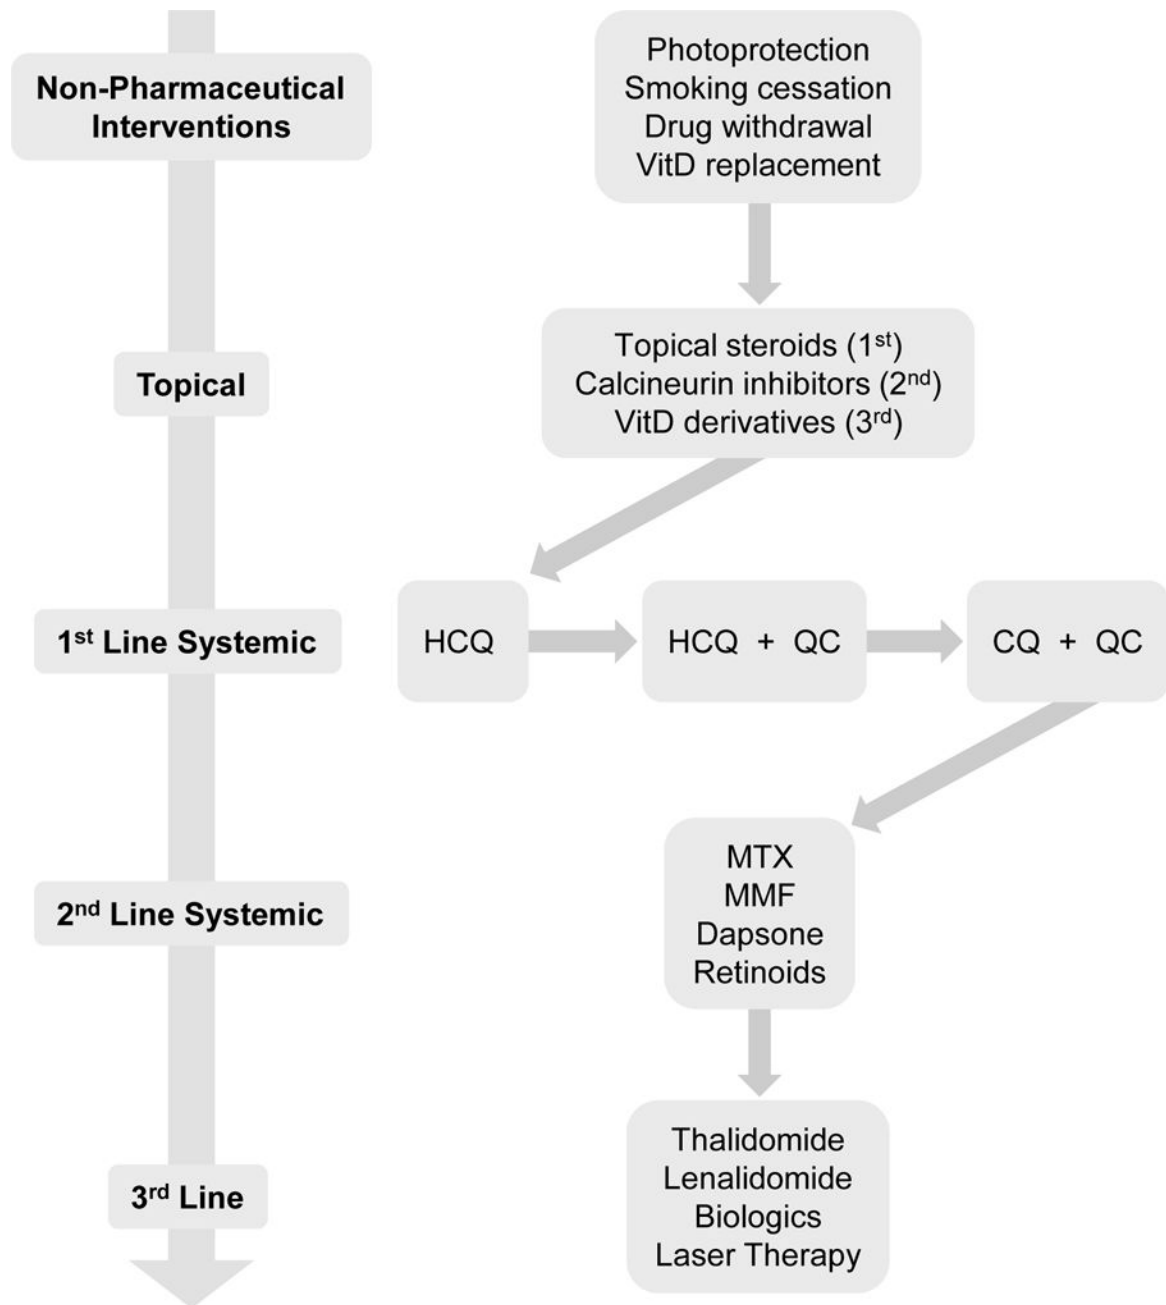 Non-Pharmaceutical
Interventions
Photoprotection
Smoking cessation
Drug withdrawal
VitD replacement
Topical
Topical steroids (1st)
Calcineurin inhibitors (2nd)
VitD derivatives (3rd)
1st Line Systemic
HCQ
HCQ + QC
CQ + QC
2nd Line Systemic
MTX
MMF
Dapsone
Retinoids
3rd Line
Thalidomide
Lenalidomide
Biologics
Laser Therapy